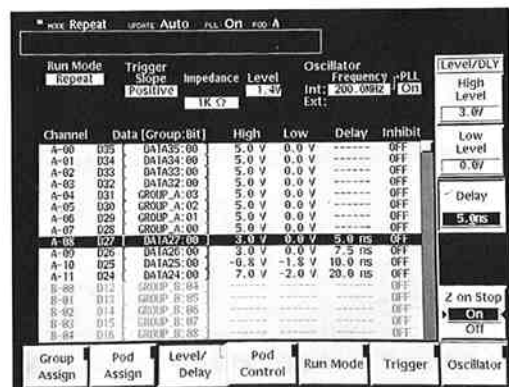 MODE Repeat UPDATE Auto PLL On POD A
Run Mode Trigger Oscillator
Slope Impedance Level Frequency PLL
Repeat Positive 1.4V Int: 200.0MHz On
1K Ω Ext:
Channel Data [Group:Bit] High Low Delay Inhibit
A-00 D35 [ DATA35:00 ] 5.0 V 0.0 V ------ OFF
A-01 D34 [ DATA34:00 ] 5.0 V 0.0 V ------ OFF
A-02 D33 [ DATA33:00 ] 5.0 V 0.0 V ------ OFF
A-03 D32 [ DATA32:00 ] 5.0 V 0.0 V ------ OFF
A-04 D31 [ GROUP_A:03 ] 5.0 V 0.0 V ------ OFF
A-05 D30 [ GROUP_A:02 ] 5.0 V 0.0 V ------ OFF
A-06 D29 [ GROUP_A:01 ] 5.0 V 0.0 V ------ OFF
A-07 D28 [ GROUP_A:00 ] 5.0 V 0.0 V ------ OFF
A-08 D27 [ DATA27:00 ] 3.0 V 0.0 V 5.0 ns OFF
A-09 D26 [ DATA26:00 ] 3.0 V 0.0 V 7.5 ns OFF
A-10 D25 [ DATA25:00 ] -0.8 V -1.8 V 10.0 ns OFF
A-11 D24 [ DATA24:00 ] 7.0 V -2.0 V 20.0 ns OFF
B-00 D12 [ GROUP_B:04 ] ------ OFF
B-01 D13 [ GROUP_B:05 ] ------ OFF
B-02 D14 [ GROUP_B:06 ] ------ OFF
B-03 D15 [ GROUP_B:07 ] ------ OFF
B-04 D16 [ GROUP_B:08 ] ------ OFF
Level/DLY
High
Level
3.0V
Low
Level
0.0V
Delay
5.0ns
Z on Stop
On
Off
Group Assign
Pod Assign
Level/ Delay
Pod Control
Run Mode
Trigger
Oscillator